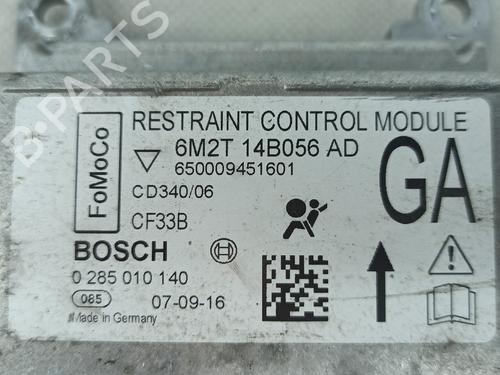 B-PARTS
FoMoCo
RESTRAINT CONTROL MODULE
6M2T 14B056 AD
650009451601
CD340/06
CF33B
GA
BOSCH
0 285 010 140
085
07-09-16
Made in Germany